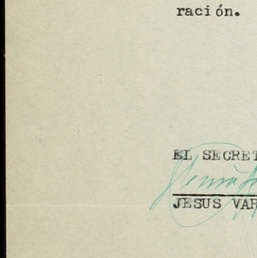 ración.
EL SECRET
JESUS VAR